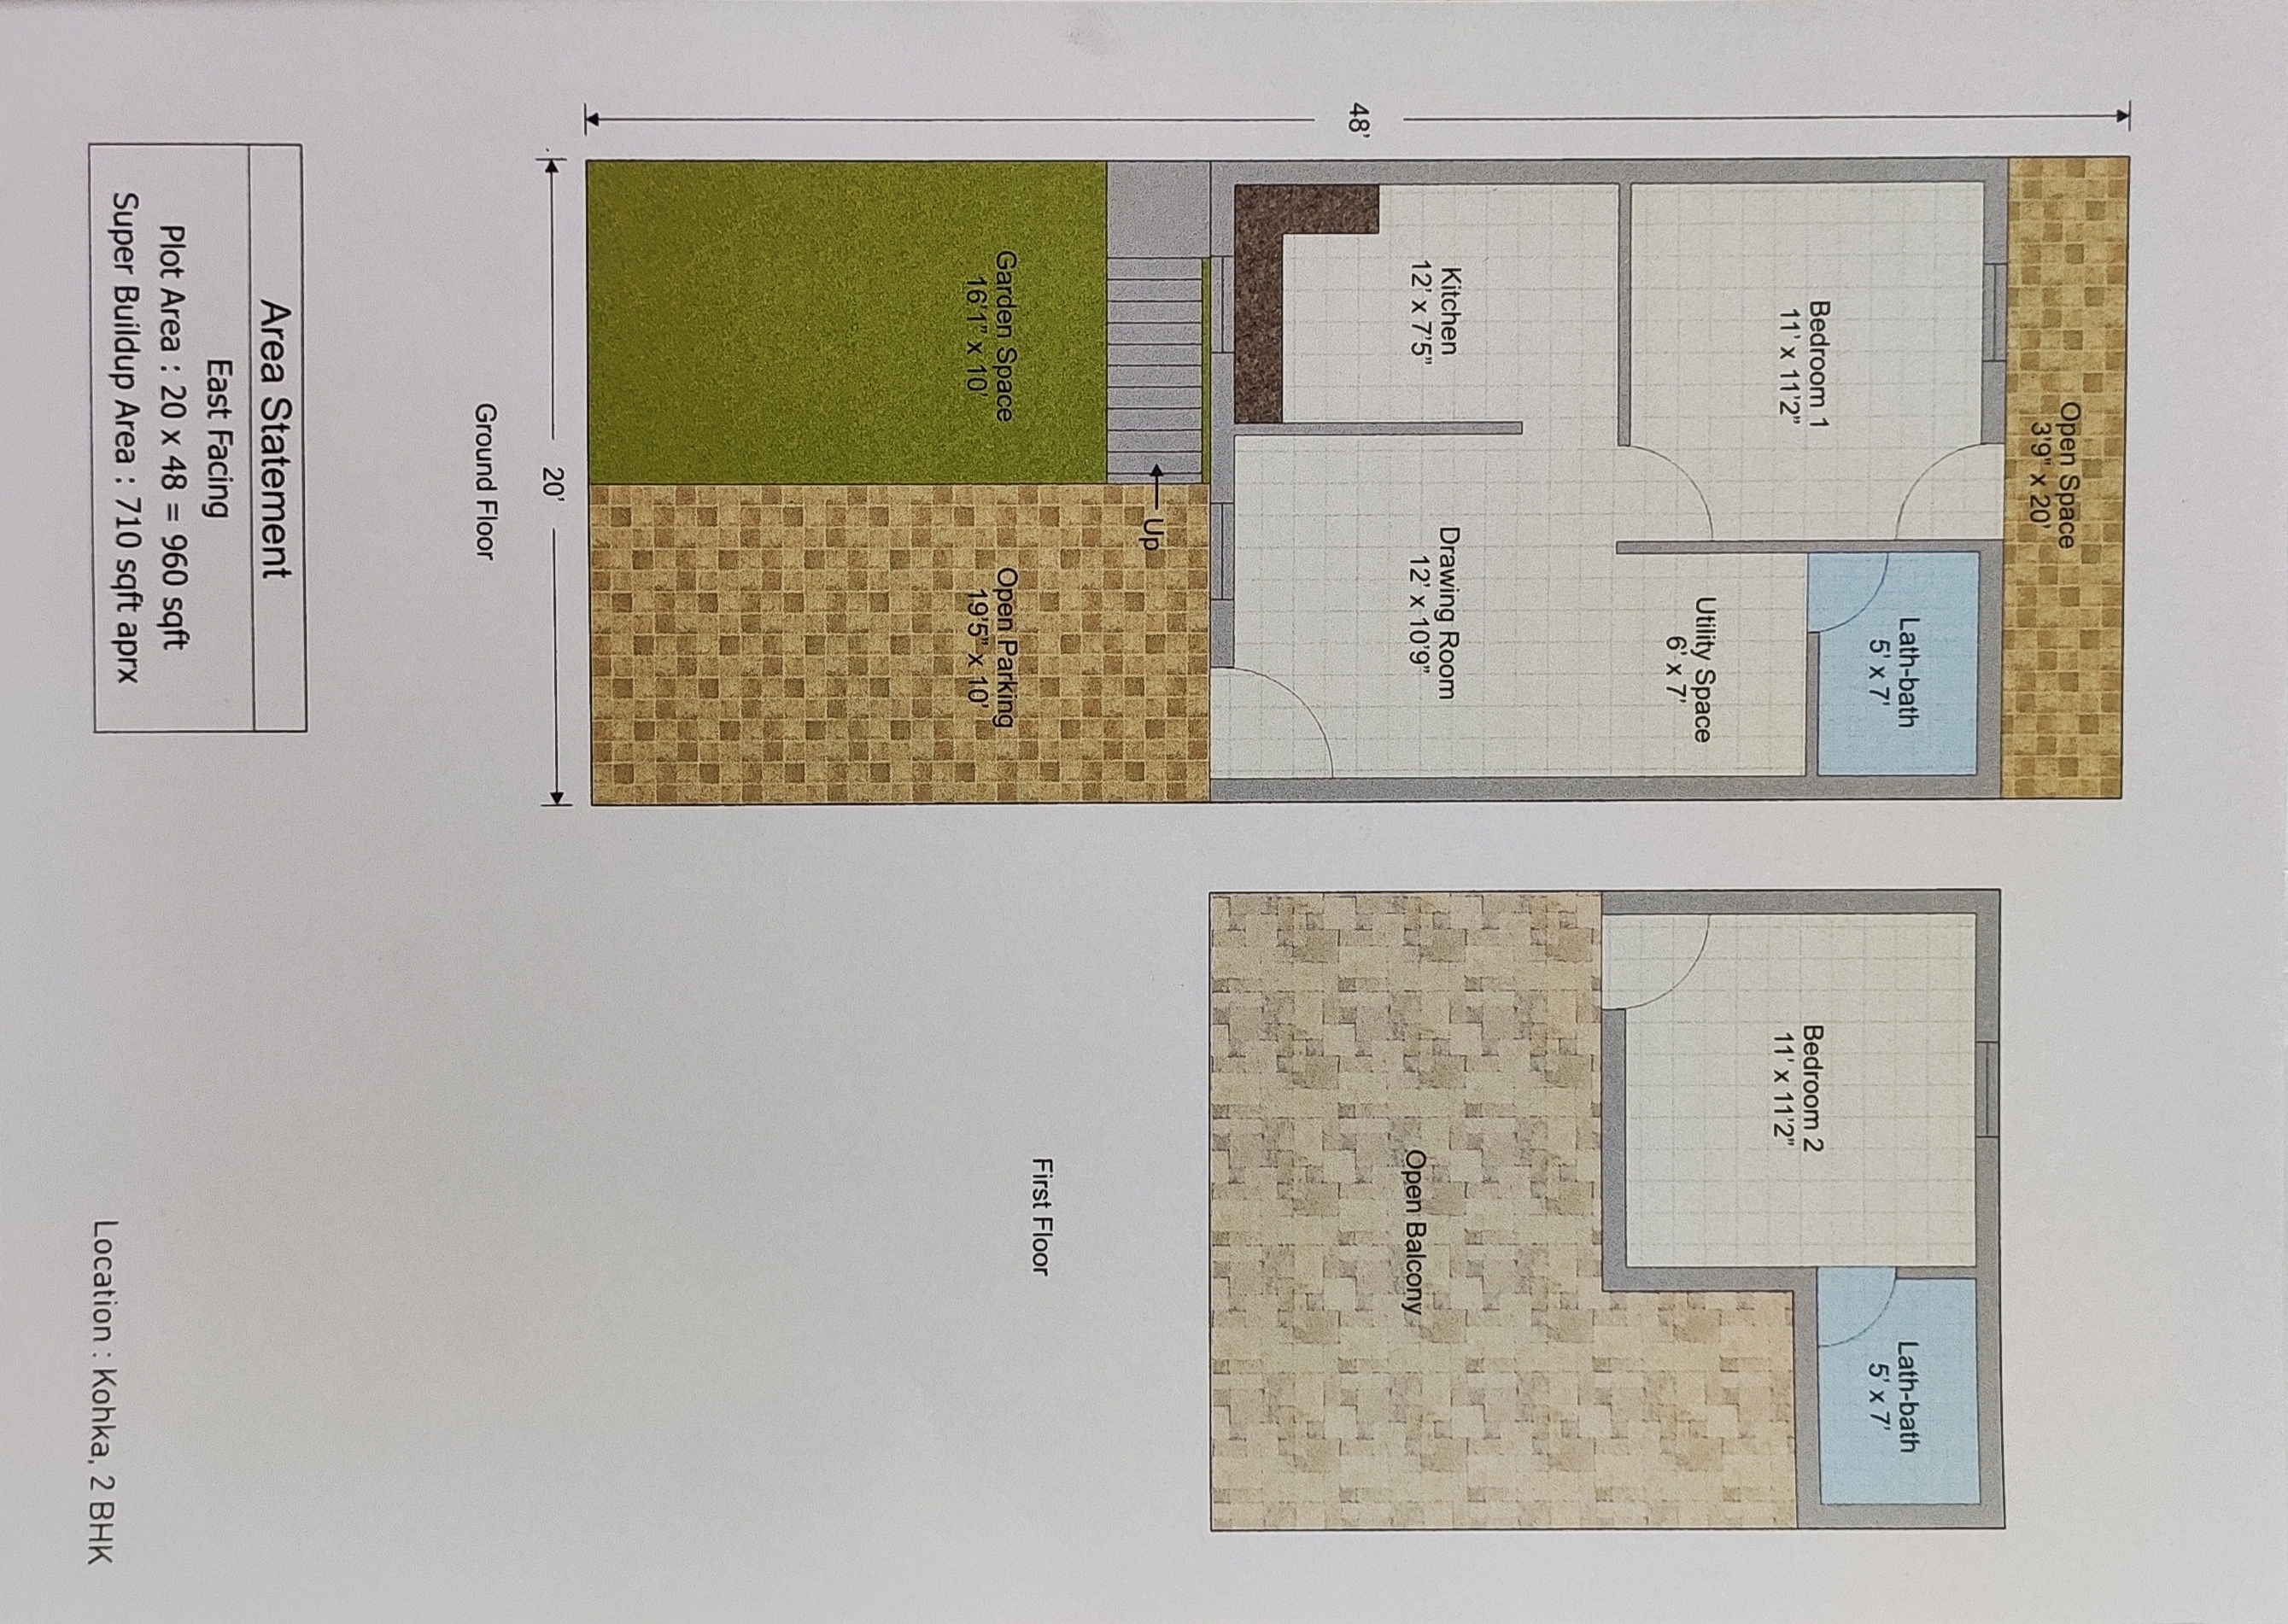 Open Space
3'9" x 20'
Lath-bath
5' x 7'
Bedroom 1
11' x 11'2"
Utility Space
6' x 7'
Kitchen
12' x 7'5"
Drawing Room
12' x 10'9"
48'
Up
Garden Space
16'1" x 10'
Open Parking
19'5" x 10'
20'
Ground Floor
Lath-bath
5' x 7'
Bedroom 2
11' x 11'2"
Open Balcony
First Floor
Area Statement
East Facing
Plot Area : 20 x 48 = 960 sqft
Super Buildup Area : 710 sqft aprx
Location : Kohka, 2 BHK